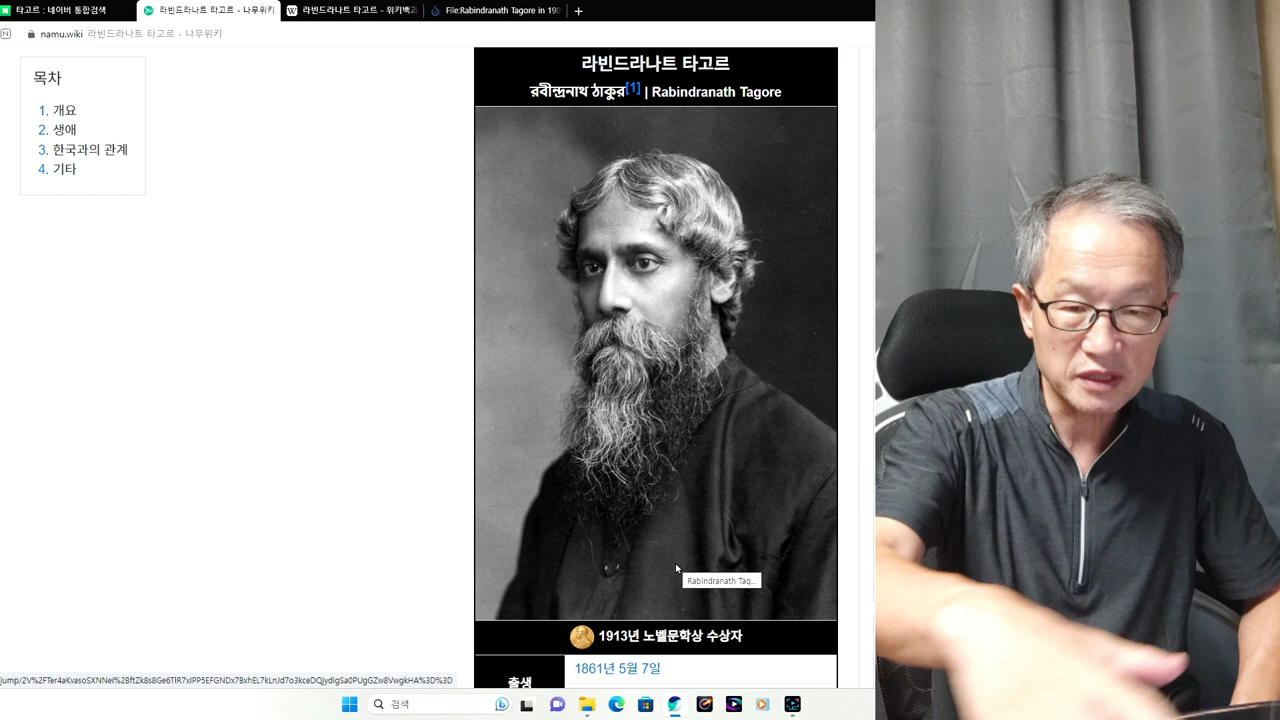 타고르 : 네이버 통합검색
라빈드라나트 타고르 - 나무위키
라빈드라나트 타고르 - 위키백과
File:Rabindranath Tagore in 190
namu.wiki 라빈드라나트 타고르 - 나무위키
목차
1. 개요
2. 생애
3. 한국과의 관계
4. 기타
라빈드라나트 타고르
রবীন্দ্রনাথ ঠাকুর[1] | Rabindranath Tagore
Rabindranath Tag...
1913년 노벨문학상 수상자
출생
1861년 5월 7일
검색